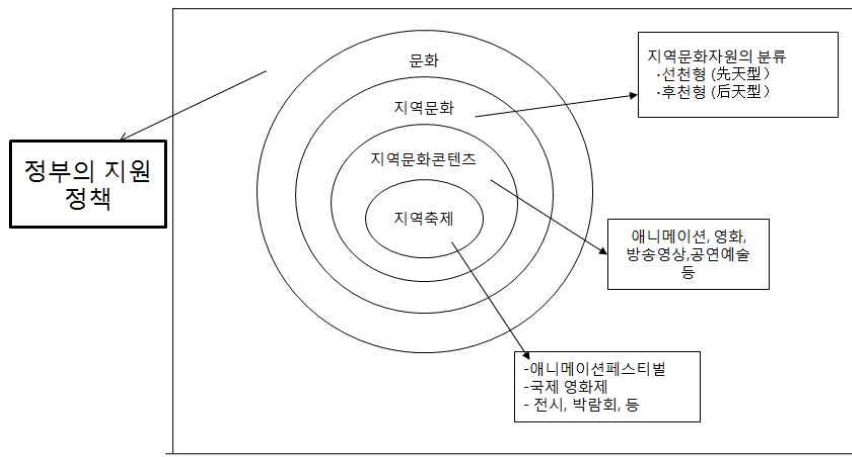 문화
지역문화
지역문화콘텐츠
지역축제
정부의 지원
정책
지역문화자원의 분류
·선천형 (先天型)
·후천형 (后天型)
애니메이션, 영화,
방송영상,공연예술
등
-애니메이션페스티벌
-국제 영화제
- 전시, 박람회, 등